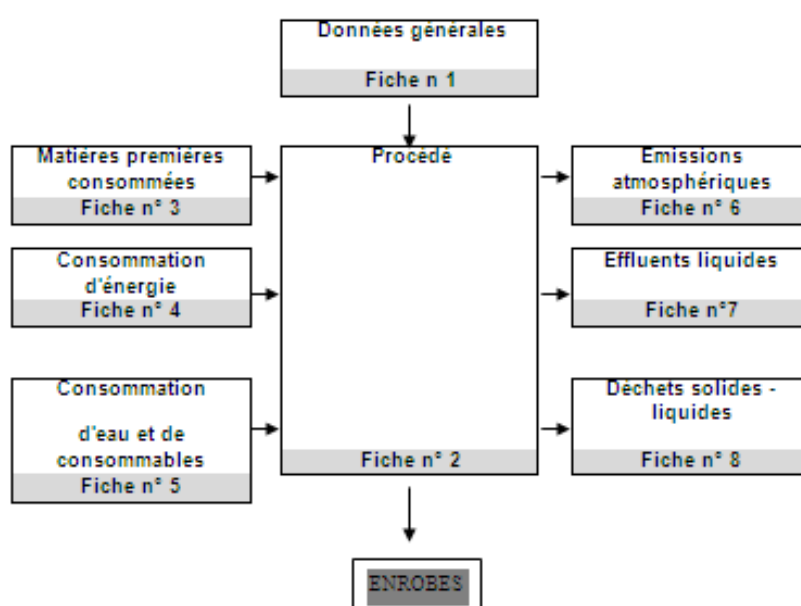 Données générales
Fiche n 1
Matières premières
consommées
Fiche n° 3
Procédé
Emissions
atmosphériques
Fiche n° 6
Consommation
d'énergie
Fiche n° 4
Effluents liquides
Fiche n°7
Consommation
d'eau et de
consommables
Fiche n° 5
Fiche n° 2
Déchets solides -
liquides
Fiche n° 8
ENROBES